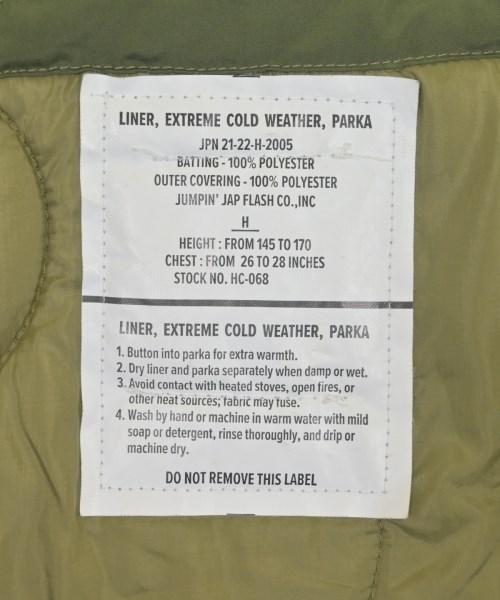 LINER, EXTREME COLD WEATHER, PARKA
JPN 21-22-H-2005
BATTING - 100% POLYESTER
OUTER COVERING - 100% POLYESTER
JUMPIN' JAP FLASH CO.,INC
H
HEIGHT : FROM 145 TO 170
CHEST : FROM 26 TO 28 INCHES
STOCK NO. HC-068
LINER, EXTREME COLD WEATHER, PARKA
1. Button into parka for extra warmth.
2. Dry liner and parka separately when damp or wet.
3. Avoid contact with heated stoves, open fires, or
other heat sources; fabric may fuse.
4. Wash by hand or machine in warm water with mild
soap or detergent, rinse thoroughly, and drip or
machine dry.
DO NOT REMOVE THIS LABEL